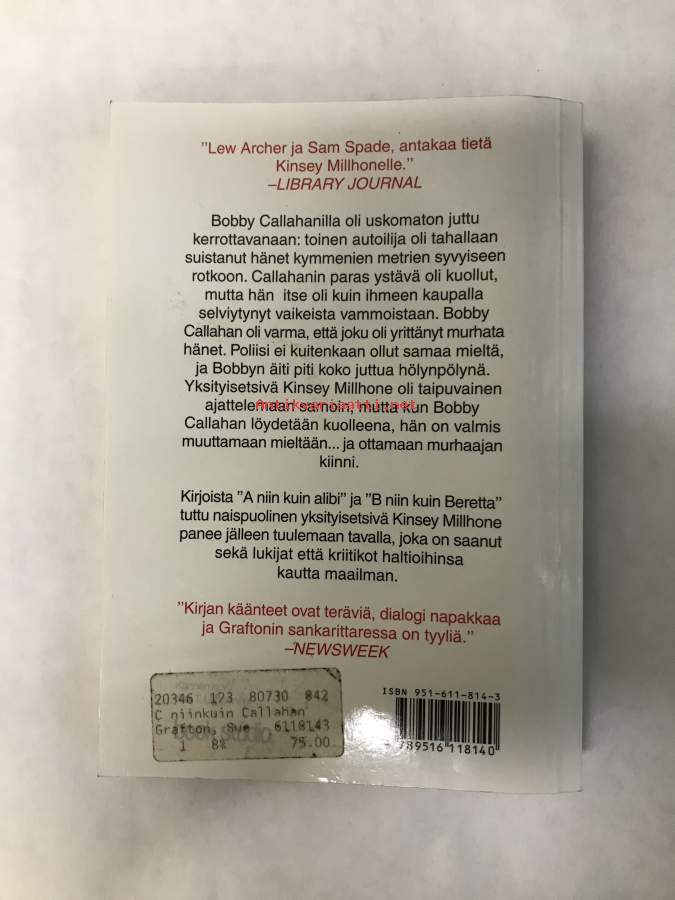 ”Lew Archer ja Sam Spade, antakaa tietä
Kinsey Millhonelle.”
–LIBRARY JOURNAL
Bobby Callahanilla oli uskomaton juttu
kerrottavanaan: toinen autoilija oli tahallaan
suistanut hänet kymmenien metrien syvyiseen
rotkoon. Callahanin paras ystävä oli kuollut,
mutta hän itse oli kuin ihmeen kaupalla
selviytynyt vaikeista vammoistaan. Bobby
Callahan oli varma, että joku oli yrittänyt murhata
hänet. Poliisi ei kuitenkaan ollut samaa mieltä,
ja Bobbyn äiti piti koko juttua hölynpölynä.
Yksityisetsivä Kinsey Millhone oli taipuvainen
ajattelemaan samoin, mutta kun Bobby
Antikvariaatti.net
Callahan löydetään kuolleena, hän on valmis
muuttamaan mieltään... ja ottamaan murhaajan
kiinni.
Kirjoista ”A niin kuin alibi” ja ”B niin kuin Beretta”
tuttu naispuolinen yksityisetsivä Kinsey Millhone
panee jälleen tuulemaan tavalla, joka on saanut
sekä lukijat että kriitikot haltioihinsa
kautta maailman.
”Kirjan käänteet ovat teräviä, dialogi napakkaa
ja Graftonin sankarittaressa on tyyliä.”
–NEWSWEEK
20346 123 80730 842
C niinkuin Callahan
Grafton, Sue 6118143
1 8% 75.00
ISBN 951-611-814-3
789516 118140